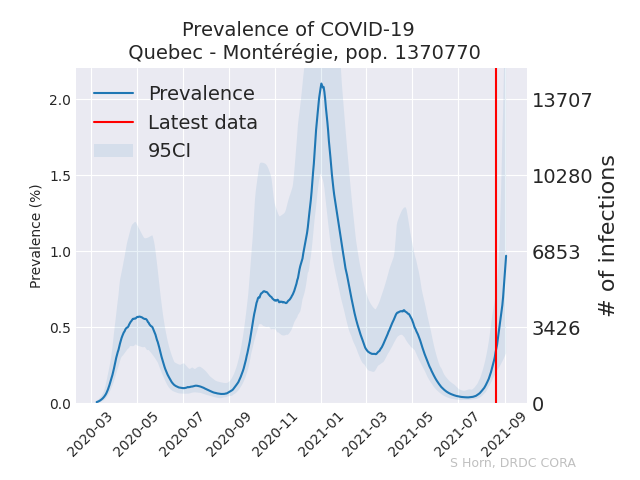 Prevalence of COVID-19
Quebec - Montérégie, pop. 1370770
Prevalence
Latest data
95CI
Prevalence (%)
2.0
1.5
1.0
0.5
0.0
13707
10280
6853
3426
0
# of infections
2020-03
2020-05
2020-07
2020-09
2020-11
2021-01
2021-03
2021-05
2021-07
2021-09
S Horn, DRDC CORA